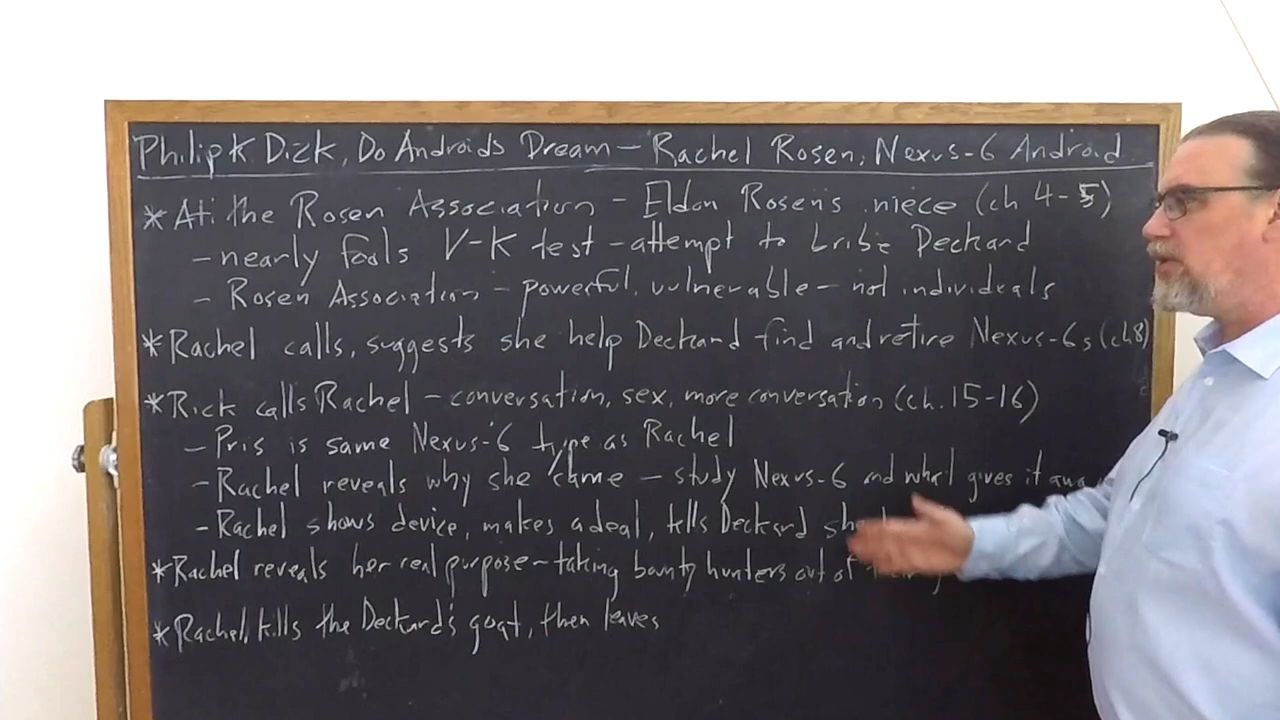 Philip K Dick, Do Androids Dream - Rachel Rosen, Nexus-6 Android
* At the Rosen Association - Eldon Rosen's niece (ch 4-5)
- nearly fools V-K test - attempt to bribe Deckard
- Rosen Association - powerful, vulnerable - not individuals
* Rachel calls, suggests she help Deckard find and retire Nexus-6s (ch 8)
* Rick calls Rachel - conversation, sex, more conversation (ch. 15-16)
- Pris is same Nexus-6 type as Rachel
- Rachel reveals why she came - study Nexus-6 and what gives it
- Rachel shows device, makes a deal, tells Deckard
* Rachel reveals her real purpose - taking bounty hunters out of
* Rachel kills the Deckard's goat, then leaves